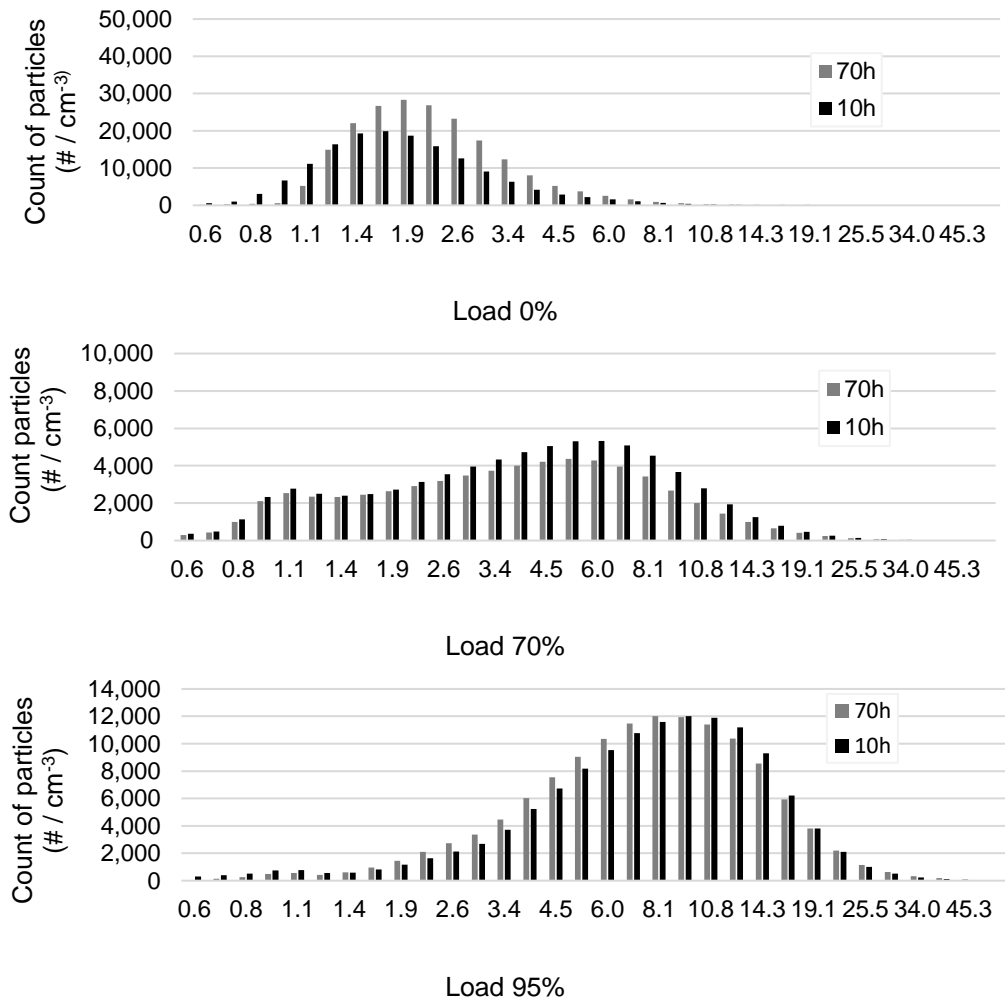 50,000
40,000
30,000
20,000
10,000
0
Count of particles
(# / cm⁻³⁾
70h
10h
0.6 0.8 1.1 1.4 1.9 2.6 3.4 4.5 6.0 8.1 10.8 14.3 19.1 25.5 34.0 45.3
Load 0%
10,000
8,000
6,000
4,000
2,000
0
Count particles
(# / cm⁻³)
70h
10h
0.6 0.8 1.1 1.4 1.9 2.6 3.4 4.5 6.0 8.1 10.8 14.3 19.1 25.5 34.0 45.3
Load 70%
14,000
12,000
10,000
8,000
6,000
4,000
2,000
0
Count of particles
(# / cm⁻³)
70h
10h
0.6 0.8 1.1 1.4 1.9 2.6 3.4 4.5 6.0 8.1 10.8 14.3 19.1 25.5 34.0 45.3
Load 95%